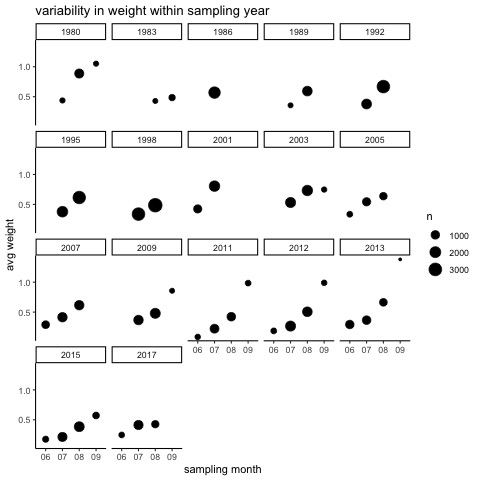 variability in weight within sampling year
1980 1983 1986 1989 1992
1.0
0.5
1995 1998 2001 2003 2005
1.0
0.5
avg weight
2007 2009 2011 2012 2013
1.0
0.5
06 07 08 09 06 07 08 09 06 07 08 09
2015 2017
1.0
0.5
06 07 08 09 06 07 08 09
sampling month
n
1000
2000
3000